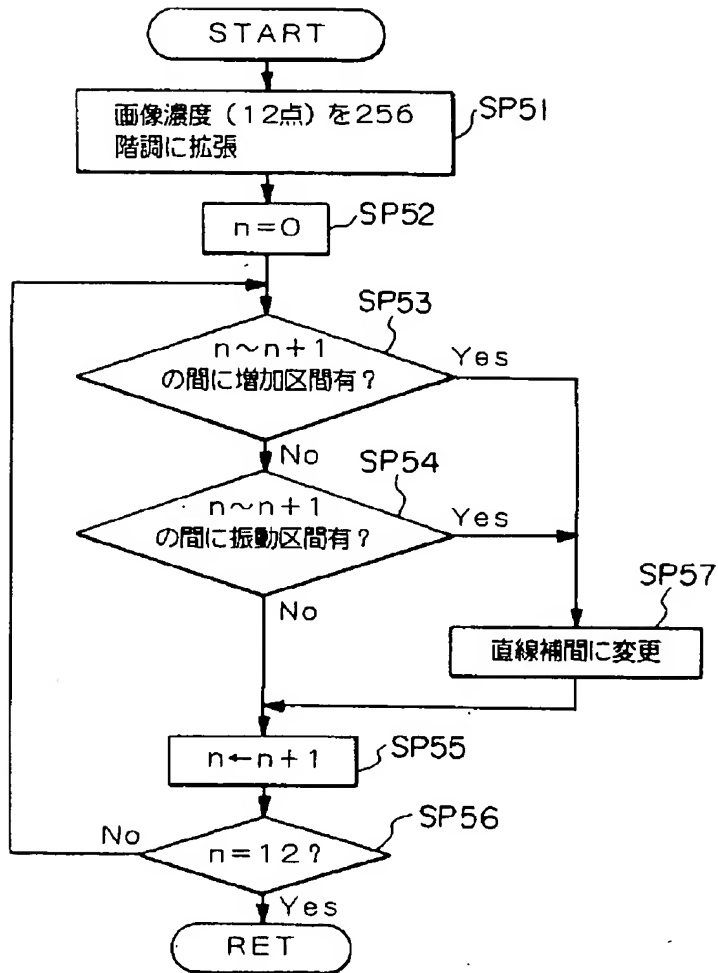 START
画像濃度(12点)を256
階調に拡張
SP51
n=0
SP52
SP53
n~n+1
の間に増加区間有?
Yes
No
SP54
n~n+1
の間に振動区間有?
Yes
No
SP57
直線補間に変更
n←n+1
SP55
SP56
No
n=12?
Yes
RET